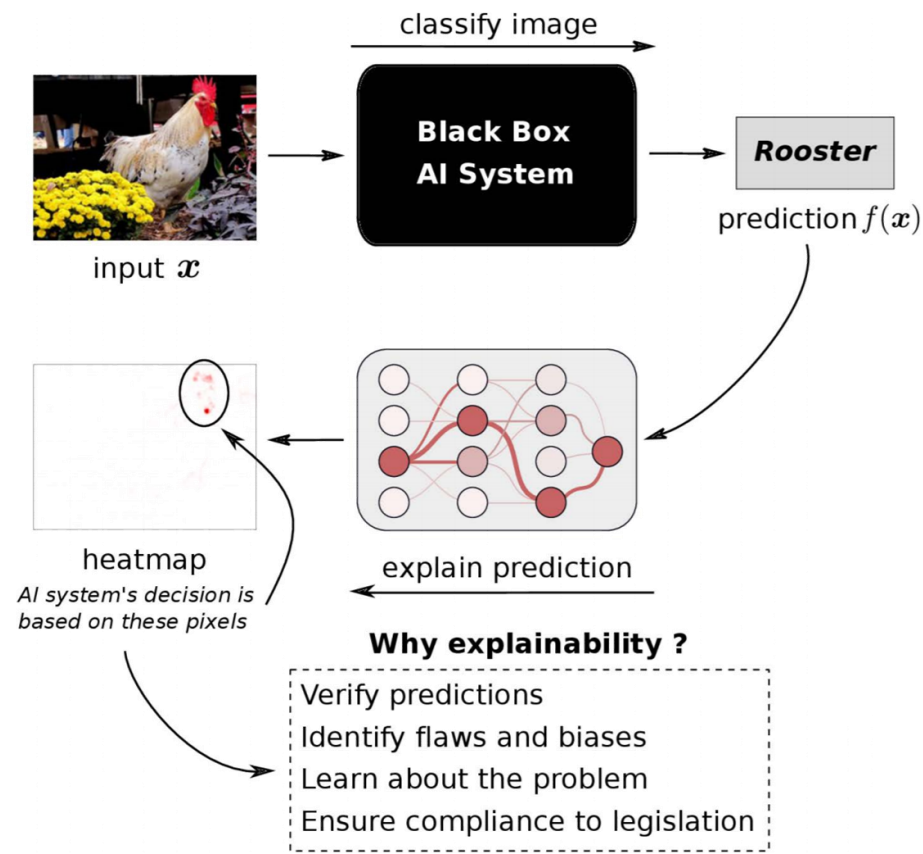 classify image
Black Box
AI System
Rooster
prediction f(x)
input x
heatmap
AI system's decision is
based on these pixels
explain prediction
Why explainability ?
Verify predictions
Identify flaws and biases
Learn about the problem
Ensure compliance to legislation